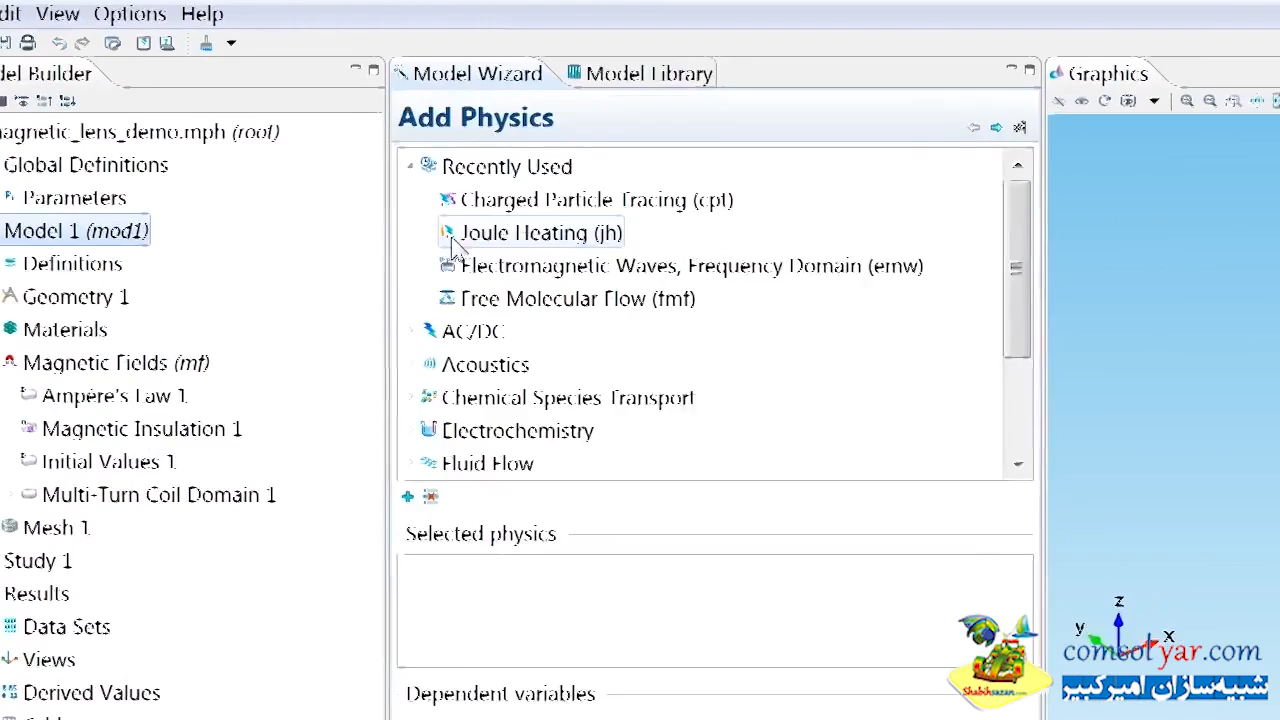 dit View Options Help
del Builder
Model Wizard
Model Library
Graphics
Add Physics
agnetic_lens_demo.mph (root)
Global Definitions
Parameters
Model 1 (mod1)
Definitions
Geometry 1
Materials
Magnetic Fields (mf)
Ampère's Law 1
Magnetic Insulation 1
Initial Values 1
Multi-Turn Coil Domain 1
Mesh 1
Study 1
Results
Data Sets
Views
Derived Values
Recently Used
Charged Particle Tracing (cpt)
Joule Heating (jh)
Electromagnetic Waves, Frequency Domain (emw)
Free Molecular Flow (fmf)
AC/DC
Acoustics
Chemical Species Transport
Electrochemistry
Fluid Flow
Selected physics
Dependent variables
z
y
x
Shabihsazan.com
comsol yar.com
شبیه‌سازان امیرکبیر